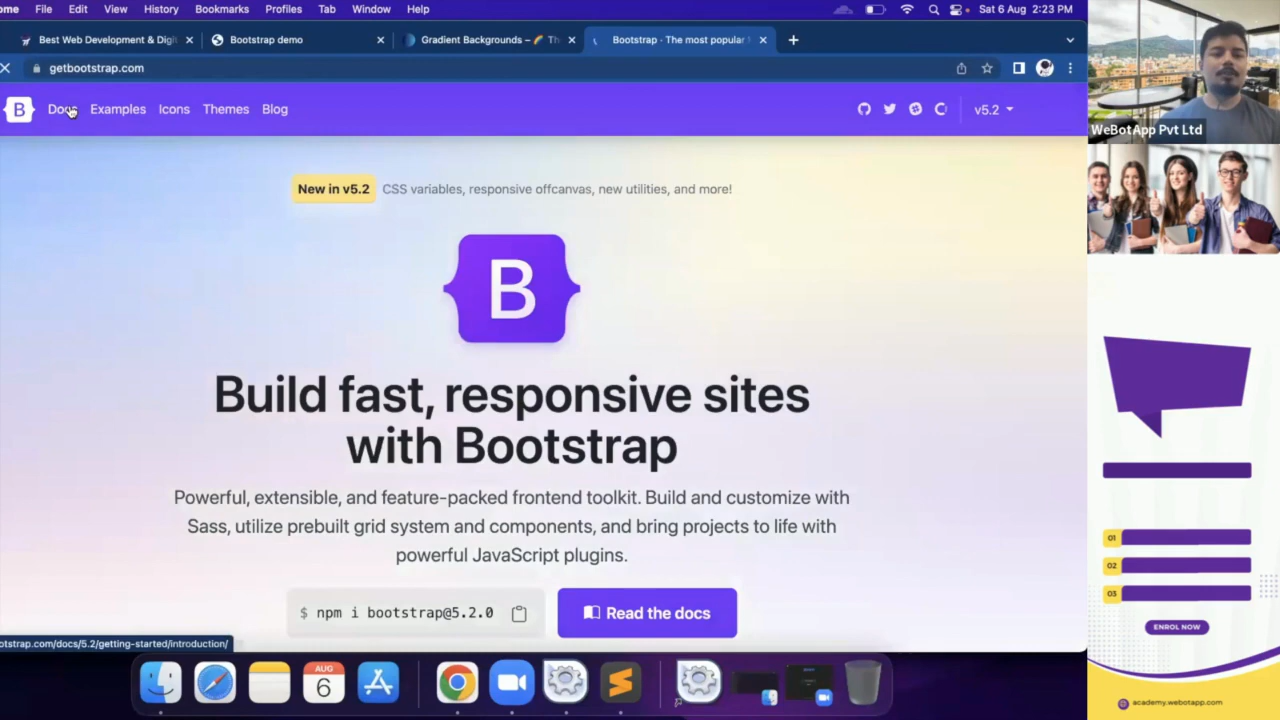 ome File Edit View History Bookmarks Profiles Tab Window Help Sat 6 Aug 2:23 PM
Best Web Development & Digi Bootstrap demo Gradient Backgrounds – 🌈 Th Bootstrap · The most popular
getbootstrap.com
B Docs Examples Icons Themes Blog v5.2
New in v5.2 CSS variables, responsive offcanvas, new utilities, and more!
B
Build fast, responsive sites
with Bootstrap
Powerful, extensible, and feature-packed frontend toolkit. Build and customize with
Sass, utilize prebuilt grid system and components, and bring projects to life with
powerful JavaScript plugins.
$ npm i bootstrap@5.2.0 Read the docs
otstrap.com/docs/5.2/getting-started/introduction/
AUG
6
WeBotApp Pvt Ltd
01
02
03
ENROL NOW
academy.webotapp.com